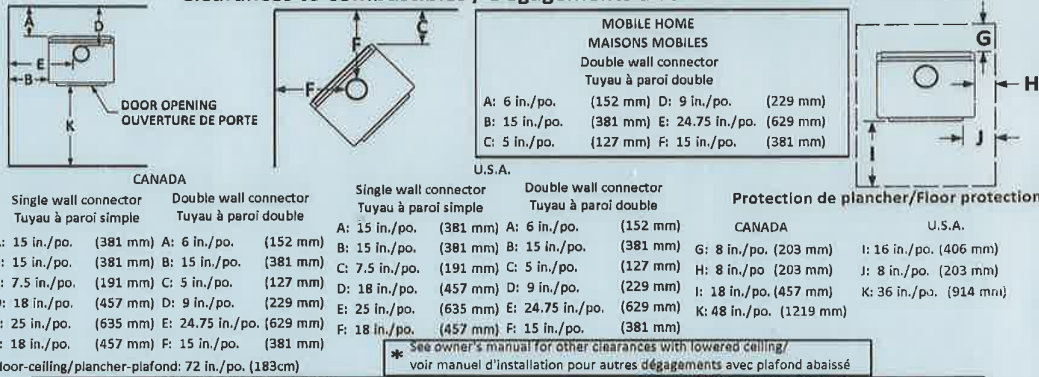 A
D
E
B
K
DOOR OPENING
OUVERTURE DE PORTE
F
C
F
MOBILE HOME
MAISONS MOBILES
Double wall connector
Tuyau à paroi double
A: 6 in./po. (152 mm) D: 9 in./po. (229 mm)
B: 15 in./po. (381 mm) E: 24.75 in./po. (629 mm)
C: 5 in./po. (127 mm) F: 15 in./po. (381 mm)
G
H
I
J
CANADA
Single wall connector
Tuyau à paroi simple
: 15 in./po. (381 mm)
: 15 in./po. (381 mm)
: 7.5 in./po. (191 mm)
: 18 in./po. (457 mm)
: 25 in./po. (635 mm)
: 18 in./po. (457 mm)
Double wall connector
Tuyau à paroi double
A: 6 in./po. (152 mm)
B: 15 in./po. (381 mm)
C: 5 in./po. (127 mm)
D: 9 in./po. (229 mm)
E: 24.75 in./po. (629 mm)
F: 15 in./po. (381 mm)
loor-ceiling/plancher-plafond: 72 in./po. (183cm)
U.S.A.
Single wall connector
Tuyau à paroi simple
A: 15 in./po. (381 mm)
B: 15 in./po. (381 mm)
C: 7.5 in./po. (191 mm)
D: 18 in./po. (457 mm)
E: 25 in./po. (635 mm)
F: 18 in./po. (457 mm)
Double wall connector
Tuyau à paroi double
A: 6 in./po. (152 mm)
B: 15 in./po. (381 mm)
C: 5 in./po. (127 mm)
D: 9 in./po. (229 mm)
E: 24.75 in./po. (629 mm)
F: 15 in./po. (381 mm)
Protection de plancher/Floor protection
CANADA
G: 8 in./po. (203 mm)
H: 8 in./po. (203 mm)
I: 18 in./po. (457 mm)
K: 48 in./po. (1219 mm)
U.S.A.
I: 16 in./po. (406 mm)
J: 8 in./po. (203 mm)
K: 36 in./po. (914 mm)
* See owner's manual for other clearances with lowered ceiling/
voir manuel d'installation pour autres dégagements avec plafond abaissé